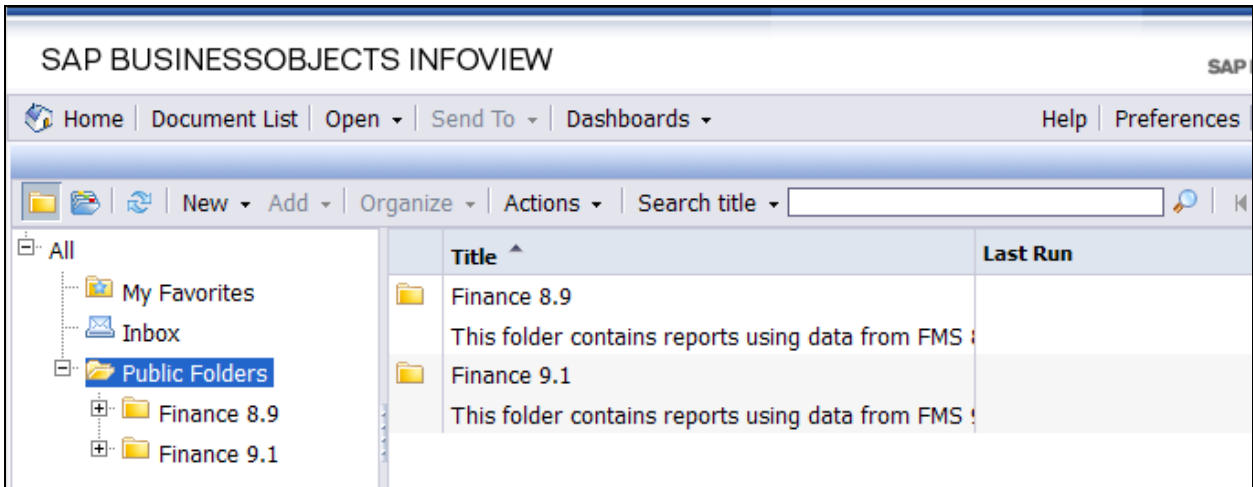 SAP BUSINESSOBJECTS INFOVIEW
SAP
Home Document List Open Send To Dashboards Help Preferences
New Add Organize Actions Search title
All
My Favorites
Inbox
Public Folders
Finance 8.9
Finance 9.1
Title Last Run
Finance 8.9
This folder contains reports using data from FMS
Finance 9.1
This folder contains reports using data from FMS